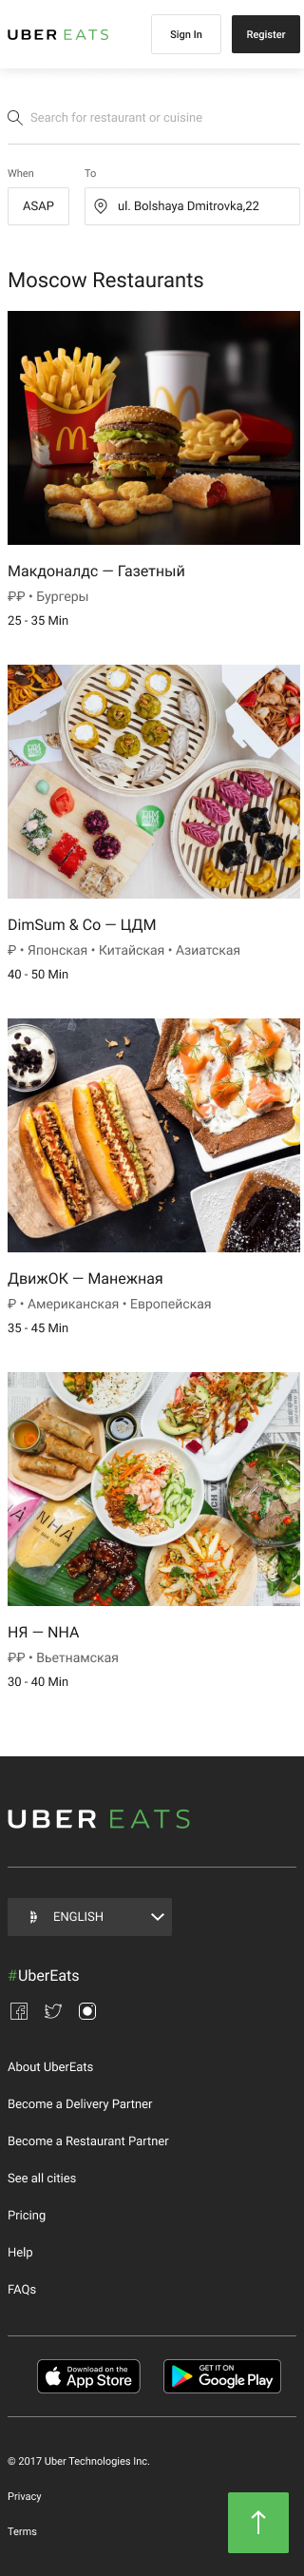 UBER EATS
Sign In
Register
Search for restaurant or cuisine
When
To
ASAP
ul. Bolshaya Dmitrovka,22
Moscow Restaurants
Макдоналдс — Газетный
₽₽ • Бургеры
25 - 35 Min
DimSum & Co — ЦДМ
₽ • Японская • Китайская • Азиатская
40 - 50 Min
ДвижОК — Манежная
₽ • Американская • Европейская
35 - 45 Min
NHÀ
НЯ — NHA
₽₽ • Вьетнамская
30 - 40 Min
UBER EATS
ENGLISH
#UberEats
About UberEats
Become a Delivery Partner
Become a Restaurant Partner
See all cities
Pricing
Help
FAQs
Download on the
App Store
GET IT ON
Google Play
© 2017 Uber Technologies Inc.
Privacy
Terms